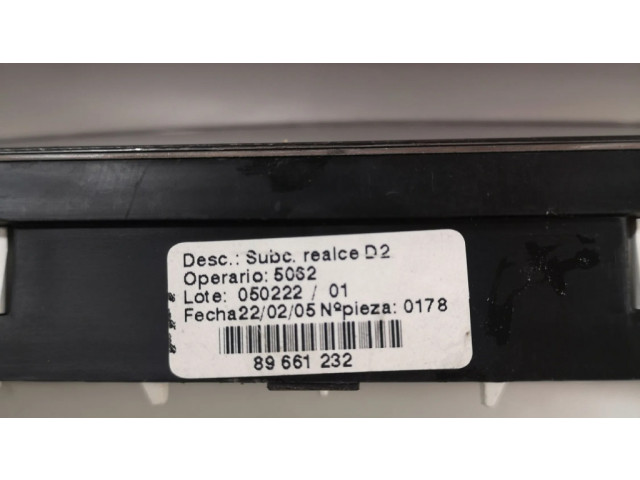 Desc.: Subc. realce D2
Operario: 5062
Lote: 050222 / 01
Fecha22/02/05 Nºpieza: 0178
89 661 232